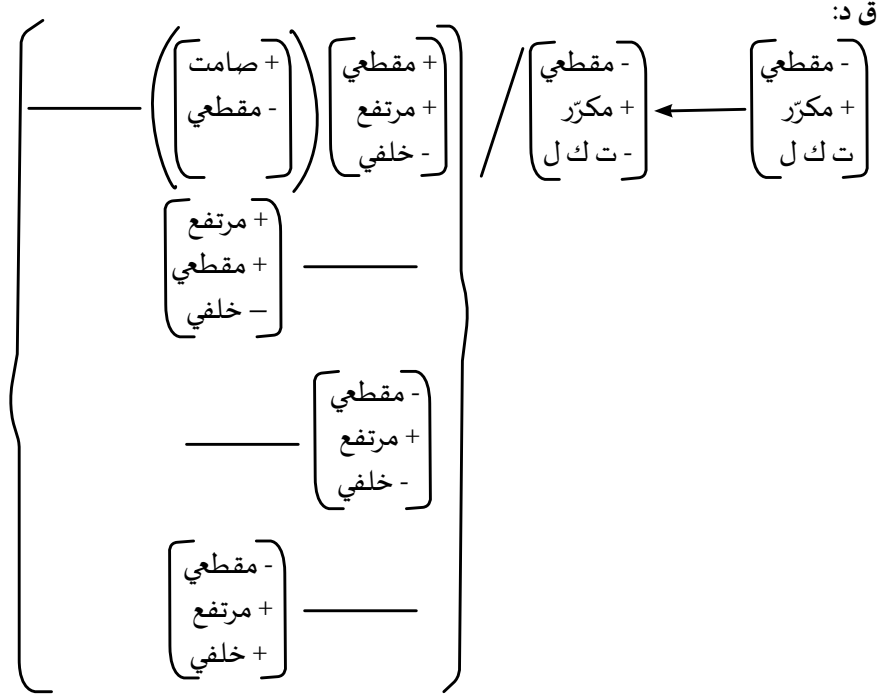 ق د:
- مقطعي
+ مكرّر
ت ك ل
- مقطعي
+ مكرّر
- ت ك ل
+ مقطعي
+ مرتفع
- خلفي
+ صامت
- مقطعي
+ مرتفع
+ مقطعي
– خلفي
- مقطعي
+ مرتفع
- خلفي
- مقطعي
+ مرتفع
+ خلفي